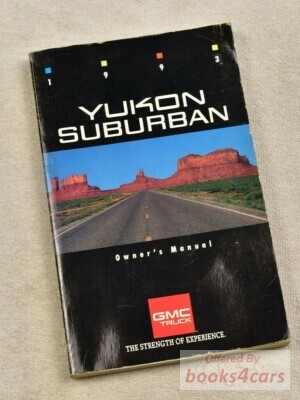 1 9 9 3
YUKON
SUBURBAN
Owner's Manual
GMC
TRUCK
THE STRENGTH OF EXPERIENCE.
Offered By
books4cars